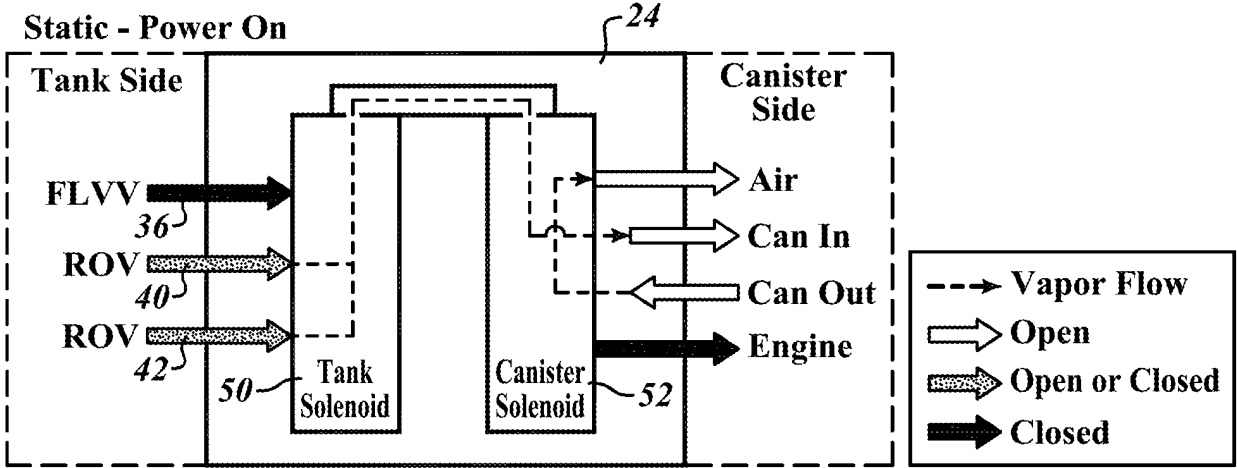 Static - Power On
24
Tank Side
Canister
Side
FLVV
36
ROV
40
ROV
42
50
Tank
Solenoid
Canister
Solenoid
52
Air
Can In
Can Out
Engine
Vapor Flow
Open
Open or Closed
Closed